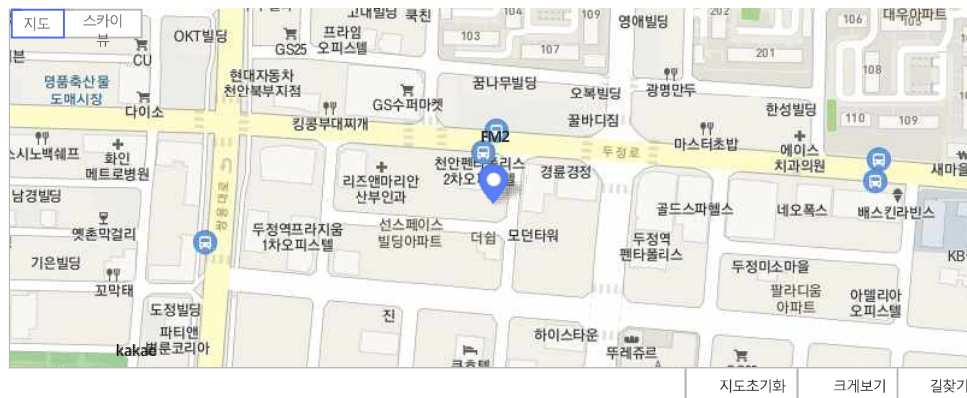 지도
스카이
뷰
고대빌딩
쿡친
104
109
영애빌딩
202
106
105
대우아파트
OKT빌딩
CU
GS25
프라임
오피스텔
103
107
201
108
명품축산물
도매시장
현대자동차
천안북부지점
꿈나무빌딩
오복빌딩
광명만두
다이소
GS수퍼마켓
킹콩부대찌개
꿀바디짐
한성빌딩
110
109
FM2
화인
메트로병원
천안펜타폴리스
두정로
마스터초밥
에이스
치과의원
리즈앤마리안
산부인과
경륜경정
남경빌딩
쌍용대로
골드스파헬스
네오폭스
배스킨라빈스
옛촌막걸리
두정역프라지움
1차오피스텔
선스페이스
빌딩아파트
더쉼
모던타워
두정역
펜타폴리스
기은빌딩
KB
두정미소마을
꼬막태
팔라디움
아파트
아델리아
오피스텔
도정빌딩
진
파티앤
하이스타운
kakao
뚜레쥬르
지도초기화
크게보기
길찾기